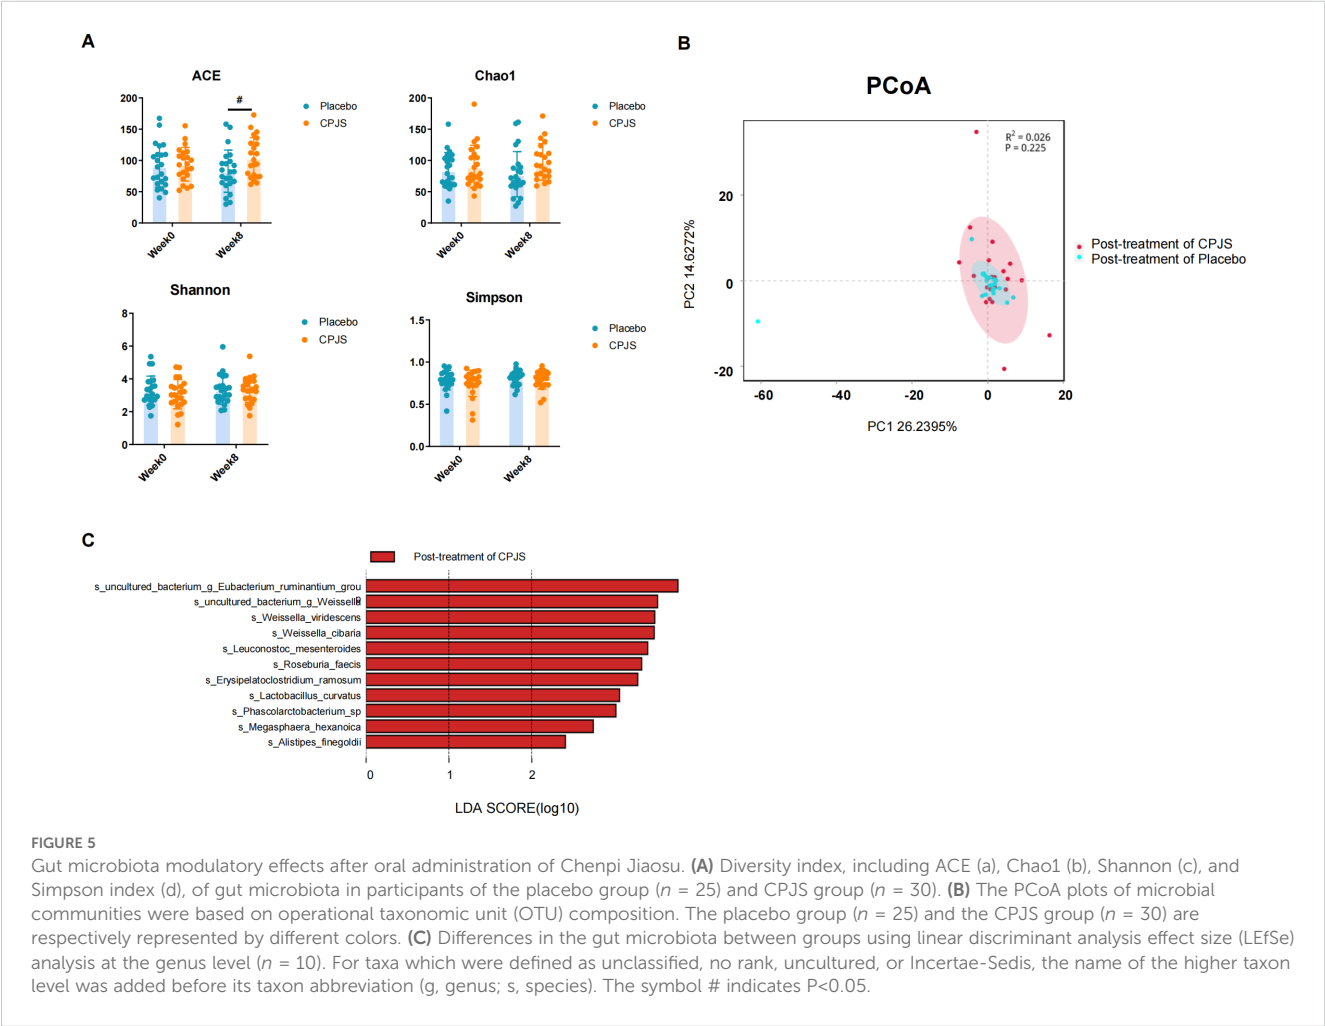 A
ACE
200
150
100
50
0
#
Week0
Week8
Placebo
CPJS
Chao1
200
150
100
50
0
Week0
Week8
Placebo
CPJS
Shannon
8
6
4
2
0
Week0
Week8
Placebo
CPJS
Simpson
1.5
1.0
0.5
0.0
Week0
Week8
Placebo
CPJS
B
PCoA
R² = 0.026
P = 0.225
20
0
-20
PC2 14.6272%
-60
-40
-20
0
20
PC1 26.2395%
Post-treatment of CPJS
Post-treatment of Placebo
C
Post-treatment of CPJS
s_uncultured_bacterium_g_Eubacterium_ruminantium_group
s_uncultured_bacterium_g_Weissella
s_Weissella_viridescens
s_Weissella_cibaria
s_Leuconostoc_mesenteroides
s_Roseburia_faecis
s_Erysipelatoclostridium_ramosum
s_Lactobacillus_curvatus
s_Phascolarctobacterium_sp
s_Megasphaera_hexanoica
s_Alistipes_finegoldii
0
1
2
LDA SCORE(log10)
FIGURE 5
Gut microbiota modulatory effects after oral administration of Chenpi Jiaosu. (A) Diversity index, including ACE (a), Chao1 (b), Shannon (c), and
Simpson index (d), of gut microbiota in participants of the placebo group (n = 25) and CPJS group (n = 30). (B) The PCoA plots of microbial
communities were based on operational taxonomic unit (OTU) composition. The placebo group (n = 25) and the CPJS group (n = 30) are
respectively represented by different colors. (C) Differences in the gut microbiota between groups using linear discriminant analysis effect size (LEfSe)
analysis at the genus level (n = 10). For taxa which were defined as unclassified, no rank, uncultured, or Incertae-Sedis, the name of the higher taxon
level was added before its taxon abbreviation (g, genus; s, species). The symbol # indicates P<0.05.